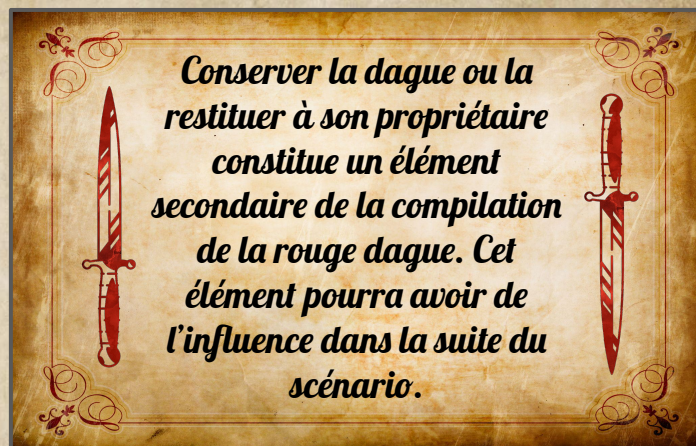 Conserver la dague ou la
restituer à son propriétaire
constitue un élément
secondaire de la compilation
de la rouge dague. Cet
élément pourra avoir de
l'influence dans la suite du
scénario.